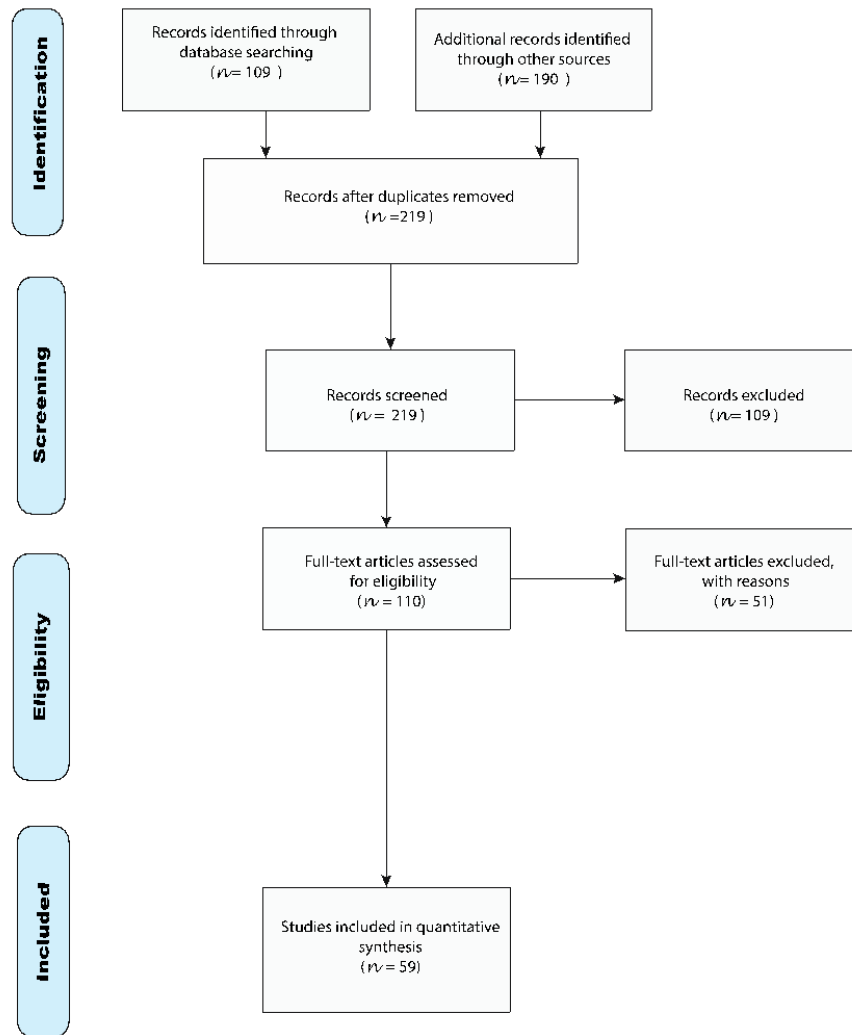 Identification
Records identified through
database searching
(n= 109 )
Additional records identified
through other sources
(n= 190 )
Records after duplicates removed
(n =219 )
Screening
Records screened
(n = 219 )
Records excluded
(n =109 )
Eligibility
Full-text articles assessed
for eligibility
(n = 110)
Full-text articles excluded,
with reasons
(n = 51)
Included
Studies included in quantitative
synthesis
(n = 59)